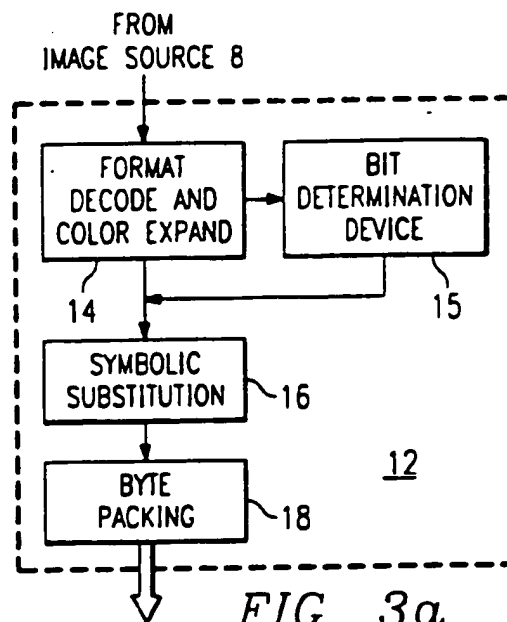 FROM
IMAGE SOURCE 8
FORMAT
DECODE AND
COLOR EXPAND
14
BIT
DETERMINATION
DEVICE
15
SYMBOLIC
SUBSTITUTION
16
BYTE
PACKING
18
12
FIG. 3a